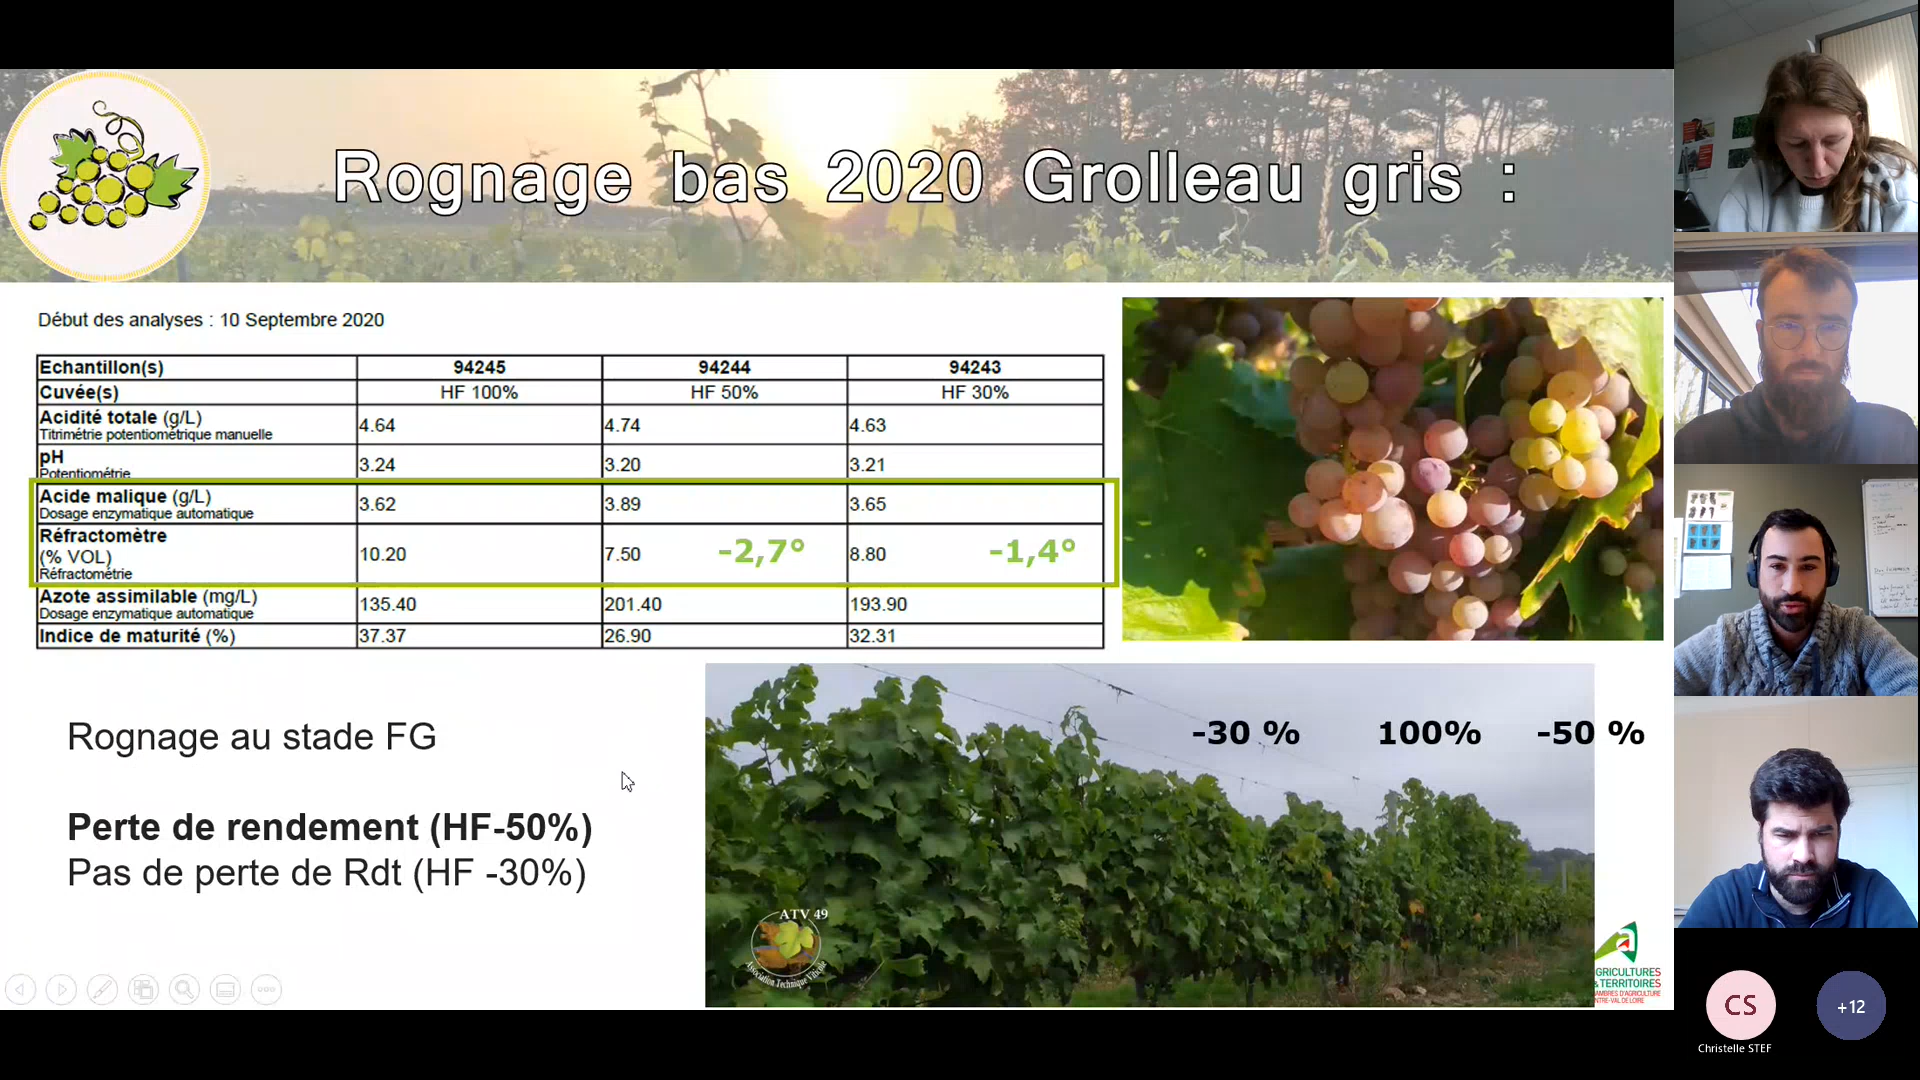 Rognage bas 2020 Grolleau gris :
Début des analyses : 10 Septembre 2020
Echantillon(s) 94245 94244 94243
Cuvée(s) HF 100% HF 50% HF 30%
Acidité totale (g/L) 4.64 4.74 4.63
Titrimétrie potentiométrique manuelle
pH 3.24 3.20 3.21
Potentiométrie
Acide malique (g/L) 3.62 3.89 3.65
Dosage enzymatique automatique
Réfractomètre
(% VOL) 10.20 7.50 -2,7° 8.80 -1,4°
Réfractométrie
Azote assimilable (mg/L) 135.40 201.40 193.90
Dosage enzymatique automatique
Indice de maturité (%) 37.37 26.90 32.31
Rognage au stade FG
Perte de rendement (HF-50%)
Pas de perte de Rdt (HF -30%)
-30 % 100% -50 %
ATV 49
Association Technique Viticole
GRICULTURES
& TERRITOIRES
AMBRES D'AGRICULTURE
NTRE-VAL DE LOIRE
CS
Christelle STEF
+12